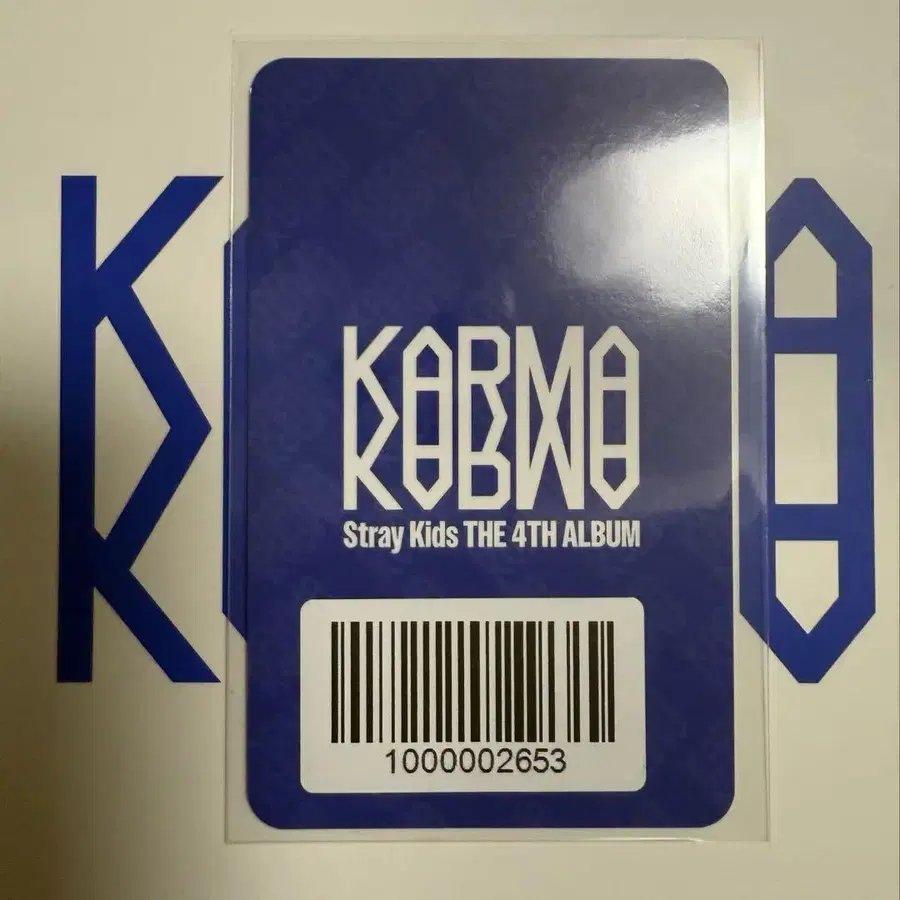 KARMA
KARMA
Stray Kids THE 4TH ALBUM
1000002653